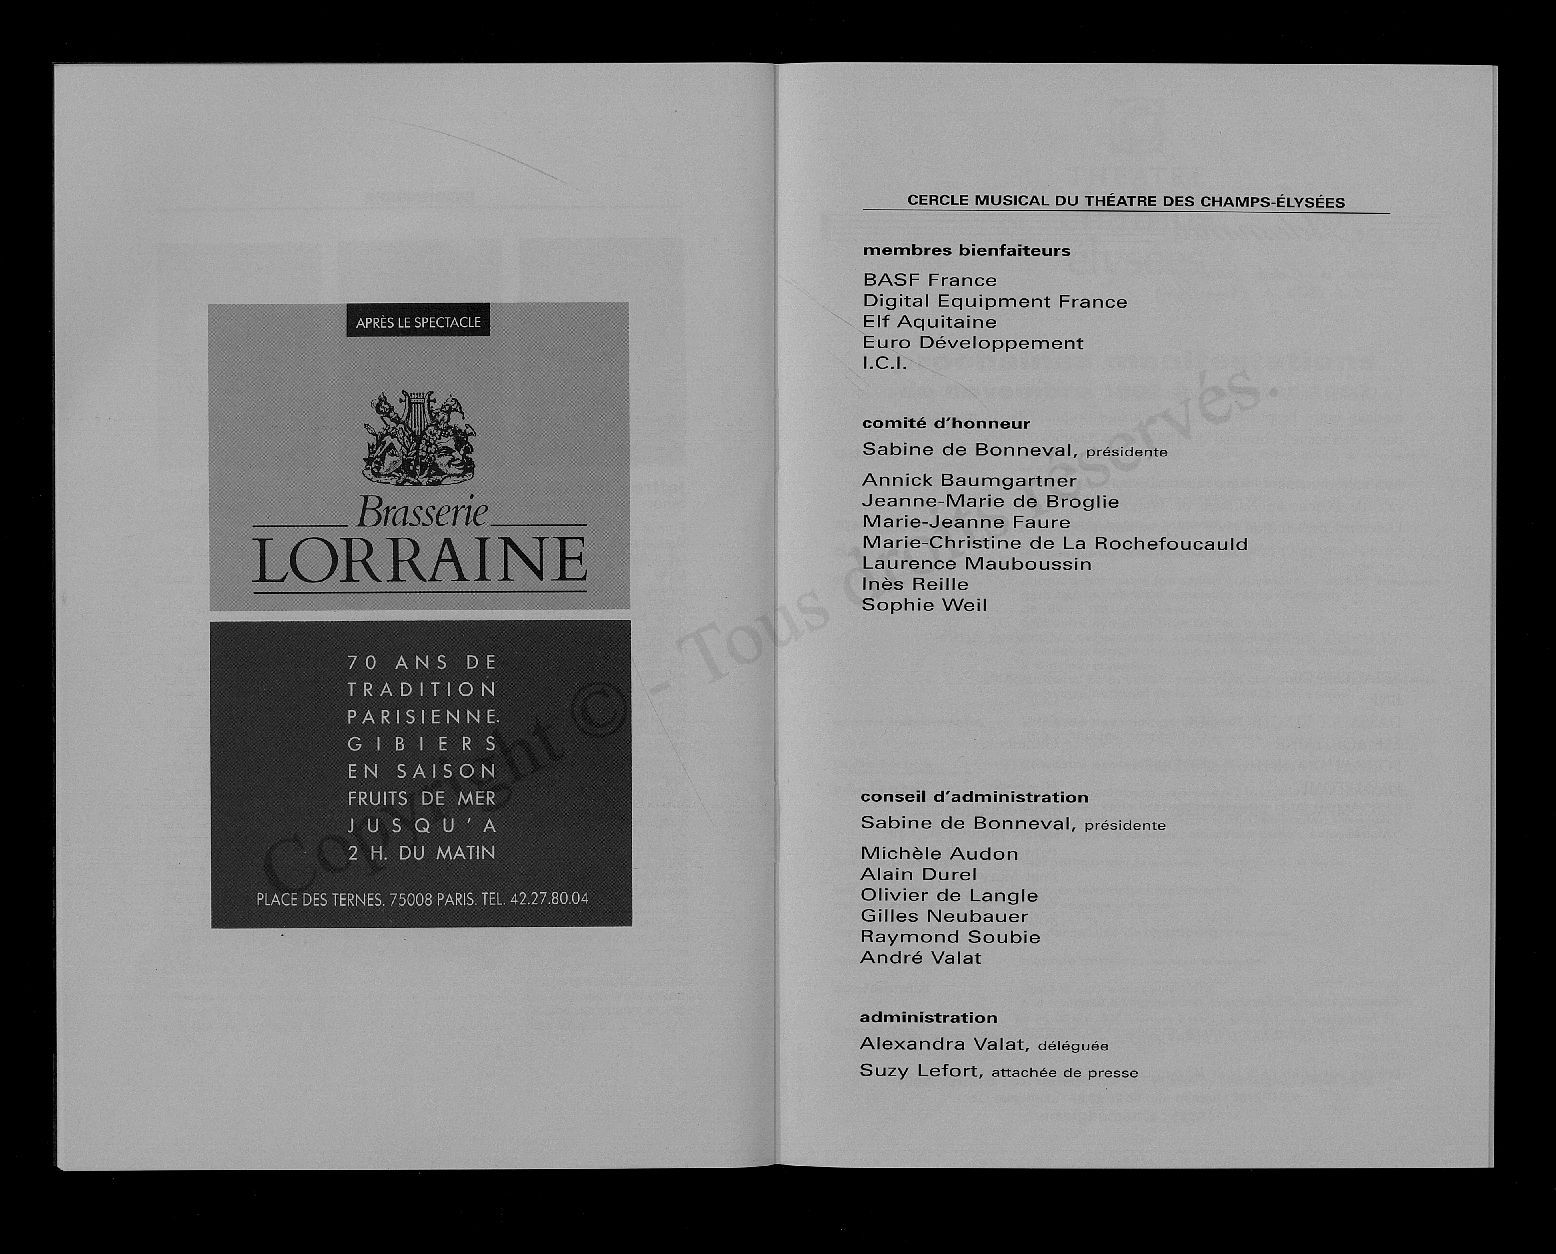 APRÈS LE SPECTACLE
Brasserie
LORRAINE
70 ANS DE
TRADITION
PARISIENNE.
GIBIERS
EN SAISON
FRUITS DE MER
JUSQU'A
2 H. DU MATIN
PLACE DES TERNES. 75008 PARIS. TEL. 42.27.80.04
CERCLE MUSICAL DU THÉATRE DES CHAMPS-ÉLYSÉES
membres bienfaiteurs
BASF France
Digital Equipment France
Elf Aquitaine
Euro Développement
I.C.I.
comité d'honneur
Sabine de Bonneval, présidente
Annick Baumgartner
Jeanne-Marie de Broglie
Marie-Jeanne Faure
Marie-Christine de La Rochefoucauld
Laurence Mauboussin
Inès Reille
Sophie Weil
conseil d'administration
Sabine de Bonneval, présidente
Michèle Audon
Alain Durel
Olivier de Langle
Gilles Neubauer
Raymond Soubie
André Valat
administration
Alexandra Valat, déléguée
Suzy Lefort, attachée de presse
Copyright © - Tous droits réservés.